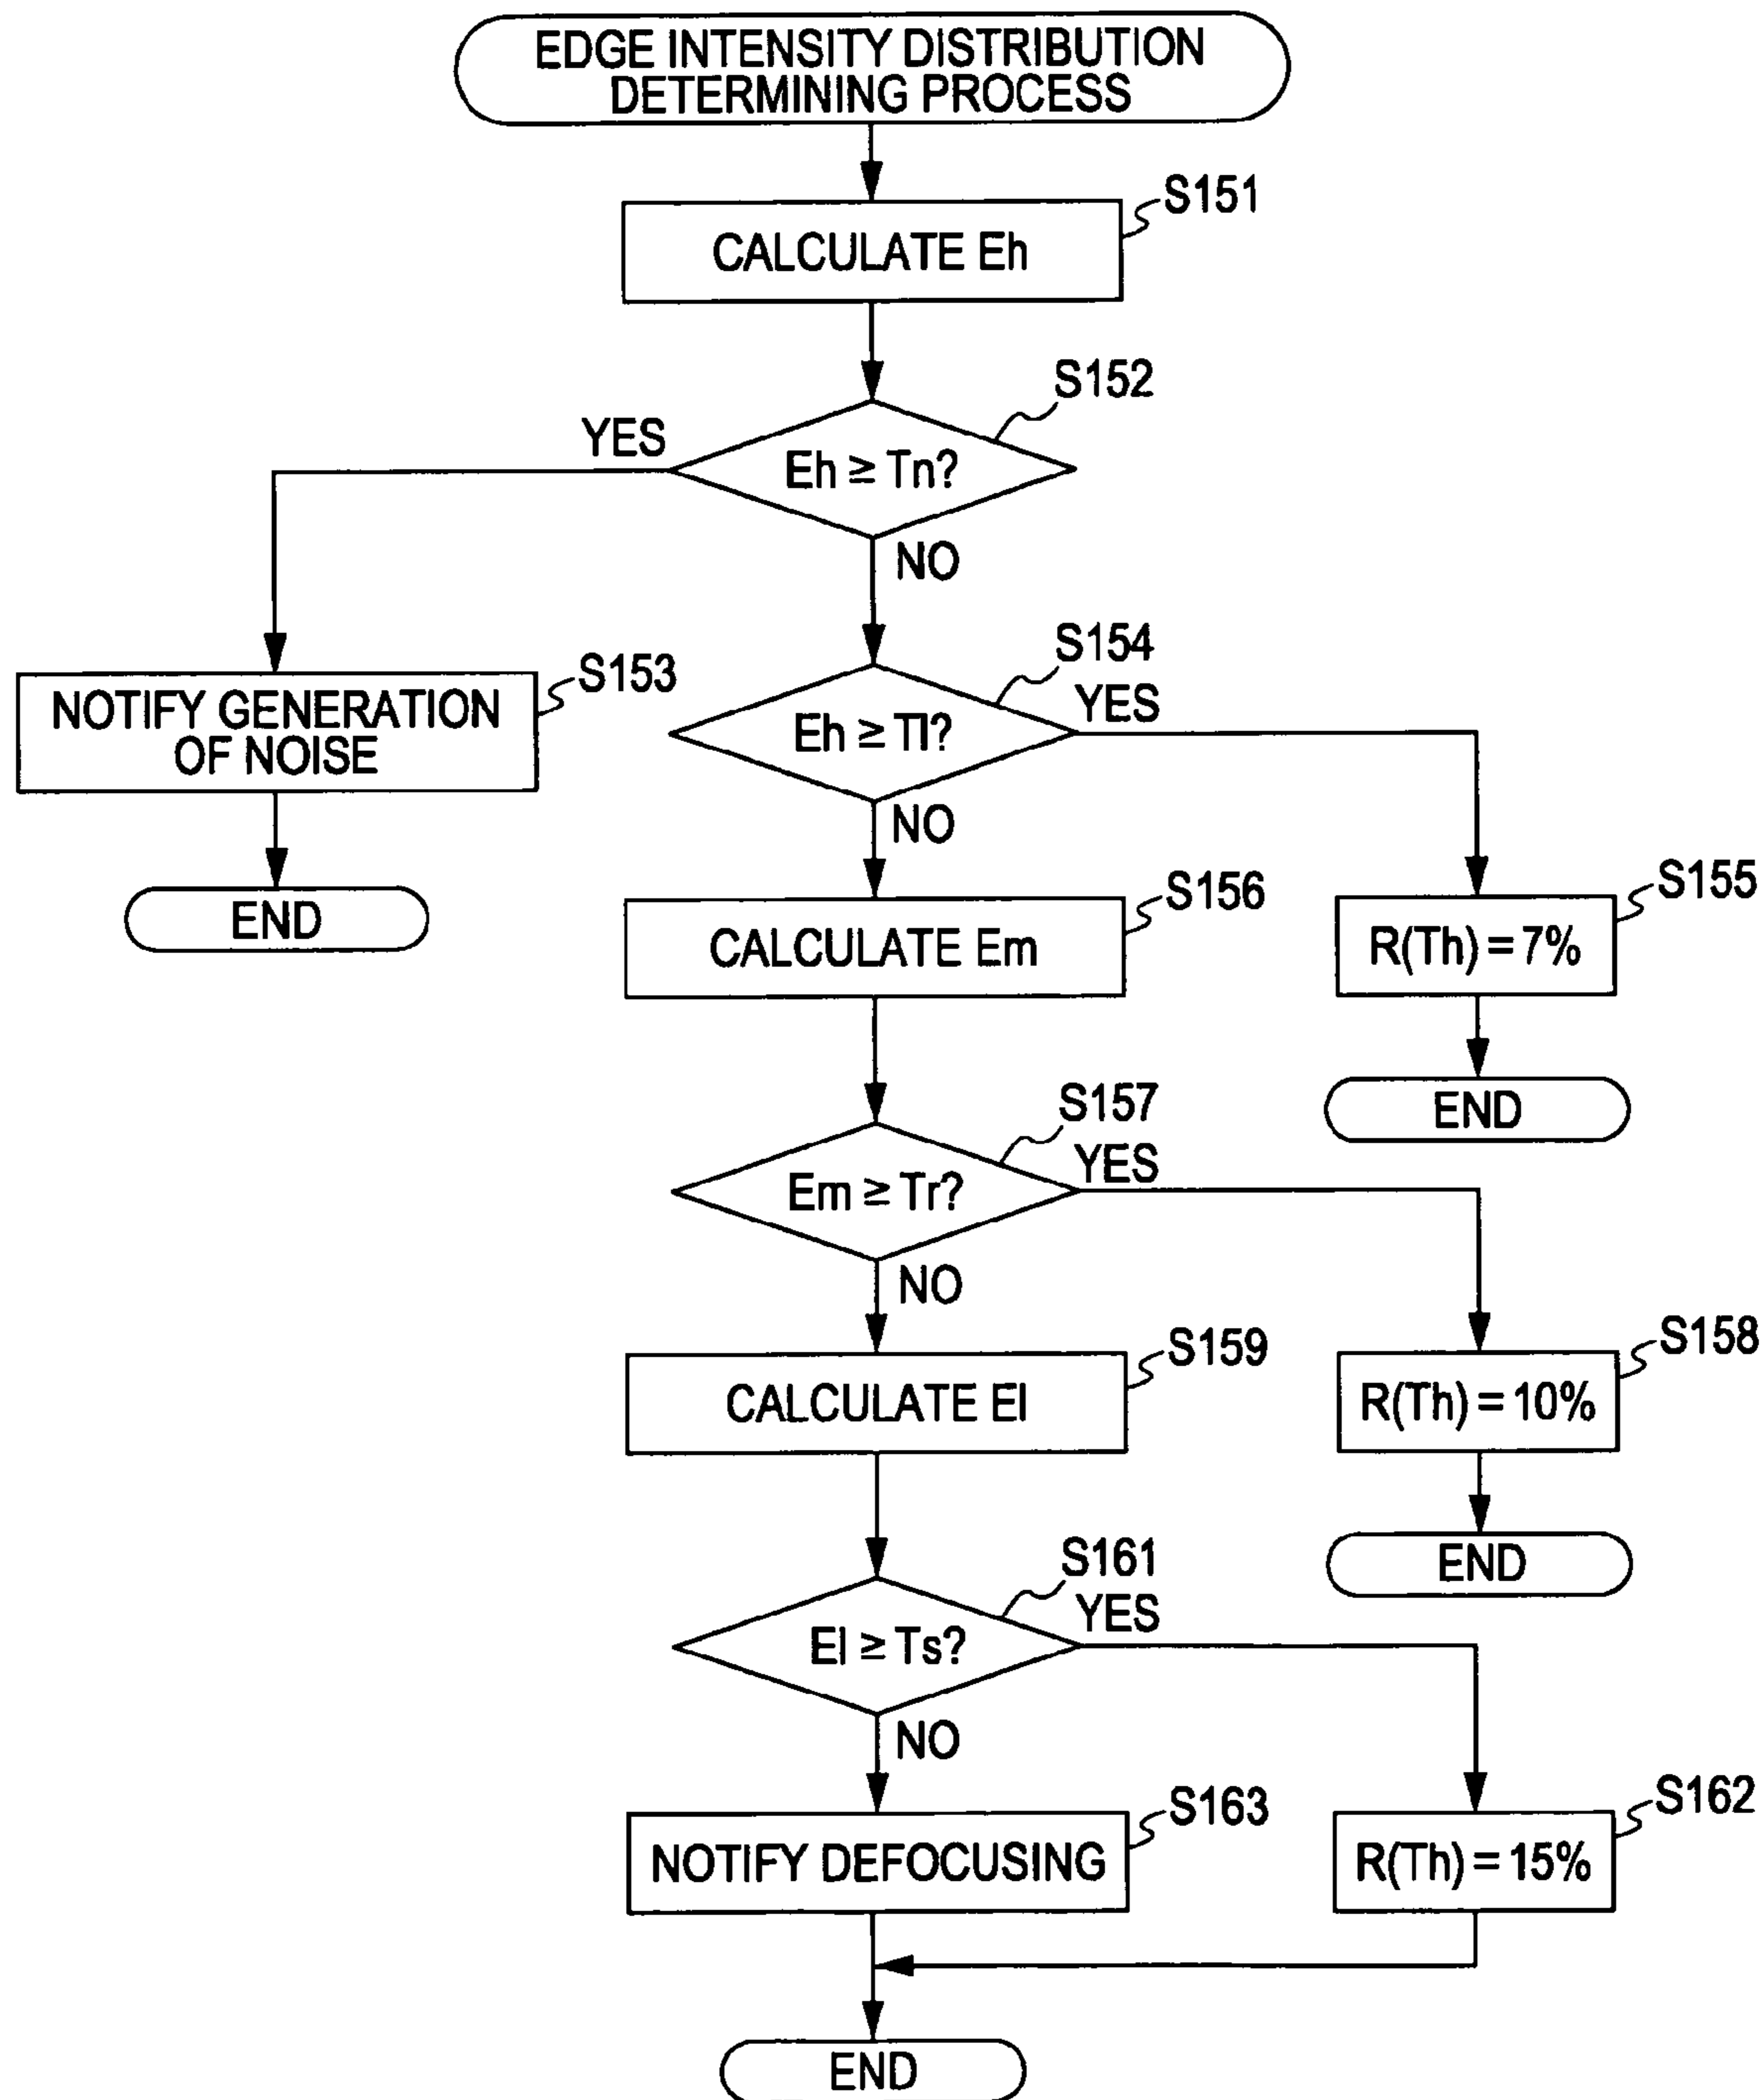 EDGE INTENSITY DISTRIBUTION
DETERMINING PROCESS
S151
CALCULATE Eh
S152
YES
Eh ≥ Tn?
NO
S153
NOTIFY GENERATION
OF NOISE
END
S154
YES
Eh ≥ Tl?
NO
S155
R(Th) = 7%
END
S156
CALCULATE Em
S157
YES
Em ≥ Tr?
NO
S158
R(Th) = 10%
END
S159
CALCULATE El
S161
YES
El ≥ Ts?
NO
S162
R(Th) = 15%
S163
NOTIFY DEFOCUSING
END